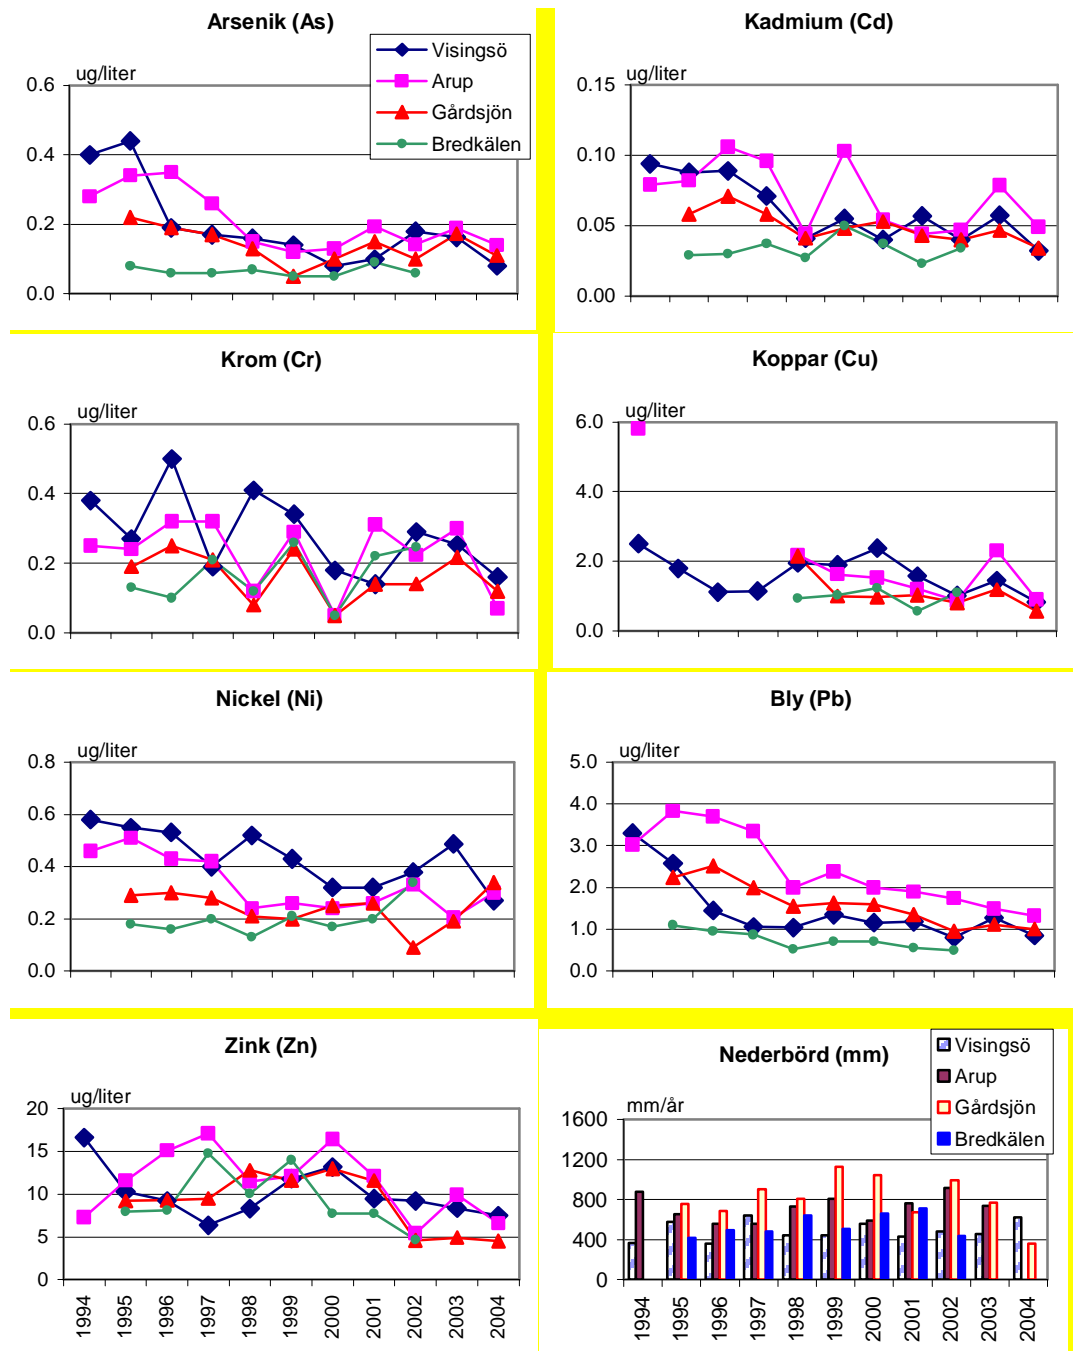 Arsenik (As)
ug/liter
0.6
0.4
0.2
0.0
Visingsö
Arup
Gårdsjön
Bredkälen
Kadmium (Cd)
ug/liter
0.15
0.10
0.05
0.00
Krom (Cr)
ug/liter
0.6
0.4
0.2
0.0
Koppar (Cu)
ug/liter
6.0
4.0
2.0
0.0
Nickel (Ni)
ug/liter
0.8
0.6
0.4
0.2
0.0
Bly (Pb)
ug/liter
5.0
4.0
3.0
2.0
1.0
0.0
Zink (Zn)
ug/liter
20
15
10
5
0
1994
1995
1996
1997
1998
1999
2000
2001
2002
2003
2004
Nederbörd (mm)
mm/år
Visingsö
Arup
Gårdsjön
Bredkälen
1600
1200
800
400
0
1994
1995
1996
1997
1998
1999
2000
2001
2002
2003
2004